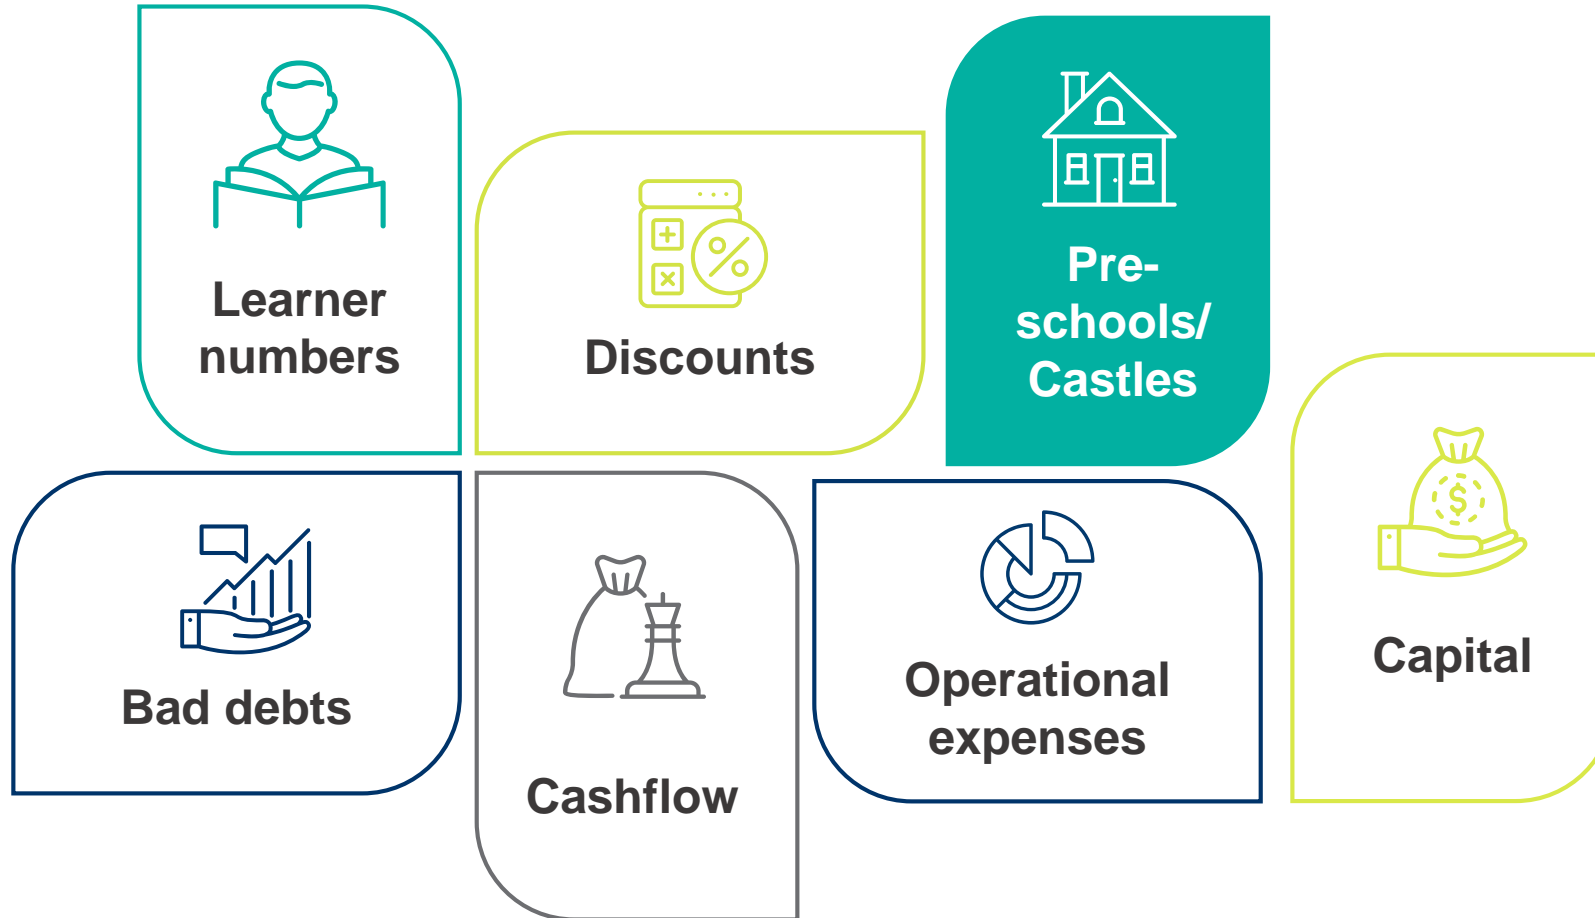 Learner
numbers
Discounts
Pre-
schools/
Castles
Bad debts
Cashflow
Operational
expenses
$
Capital